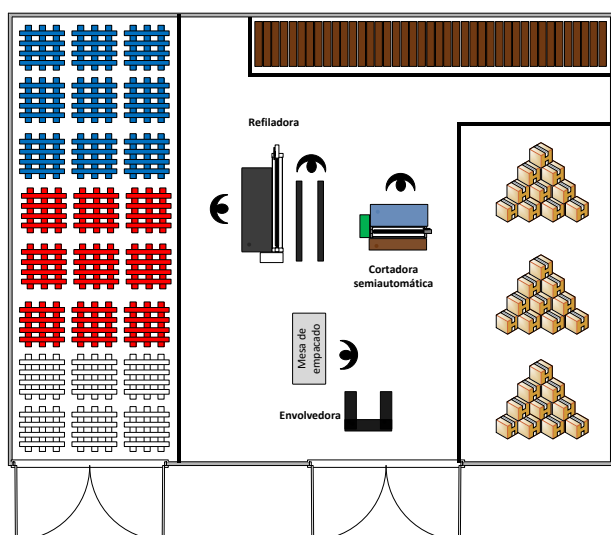 Refiladora
Cortadora
semiautomática
Mesa de
empacado
Envolvedora